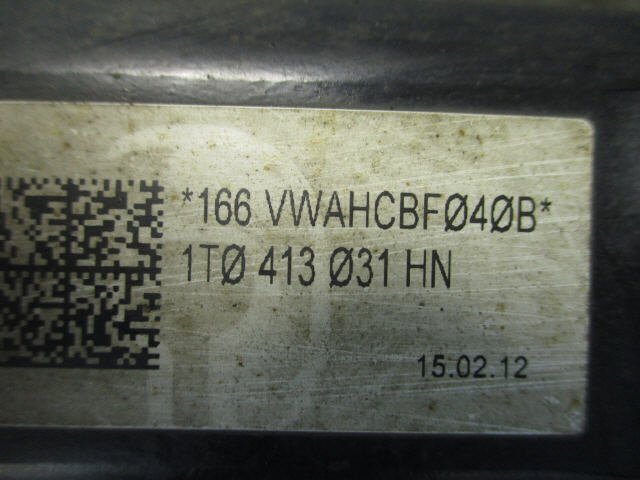 *166 VWAHCBFØ4ØB*
1TØ 413 Ø31 HN
15.02.12